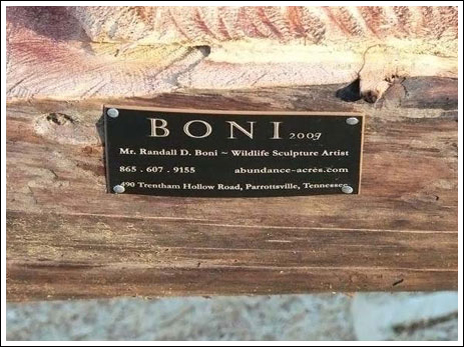 BONI 2009
Mr. Randall D. Boni ~ Wildlife Sculpture Artist
865 . 607 . 9155 abundance-acres.com
490 Trentham Hollow Road, Parrottsville, Tennessee